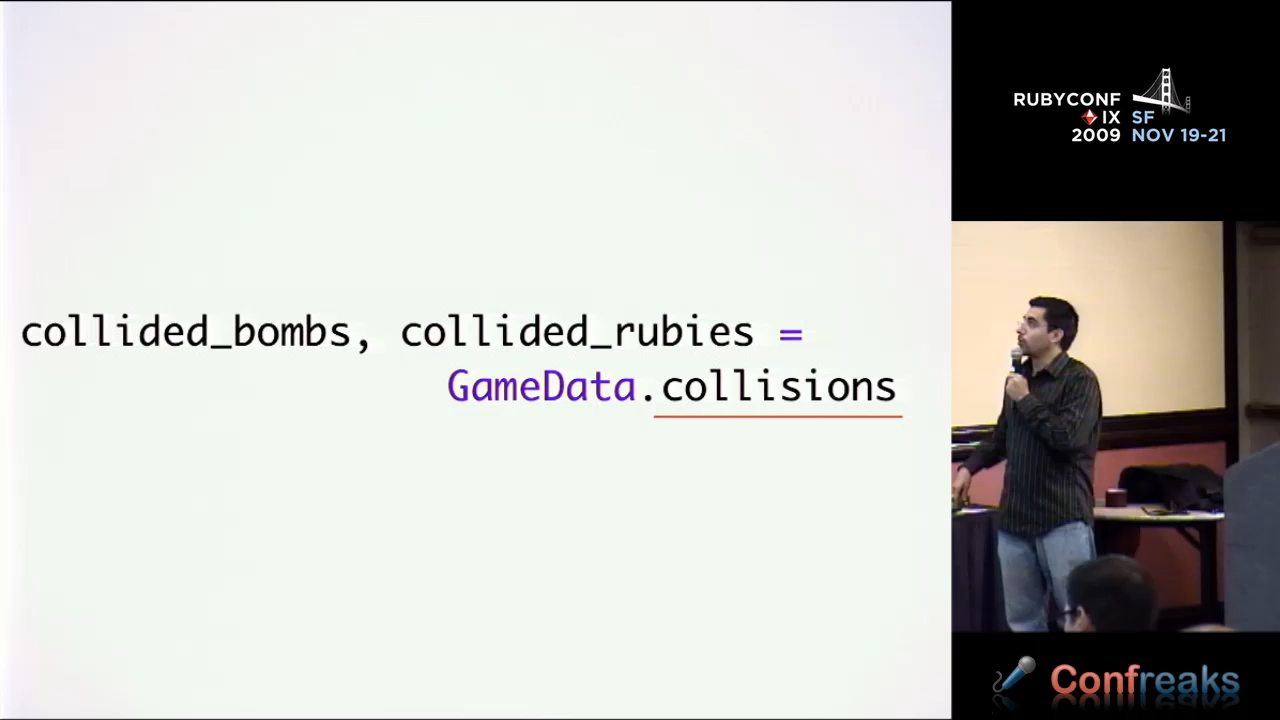 collided_bombs, collided_rubies =
GameData.collisions
RUBYCONF
IX
2009
SF
NOV 19-21
Confreaks